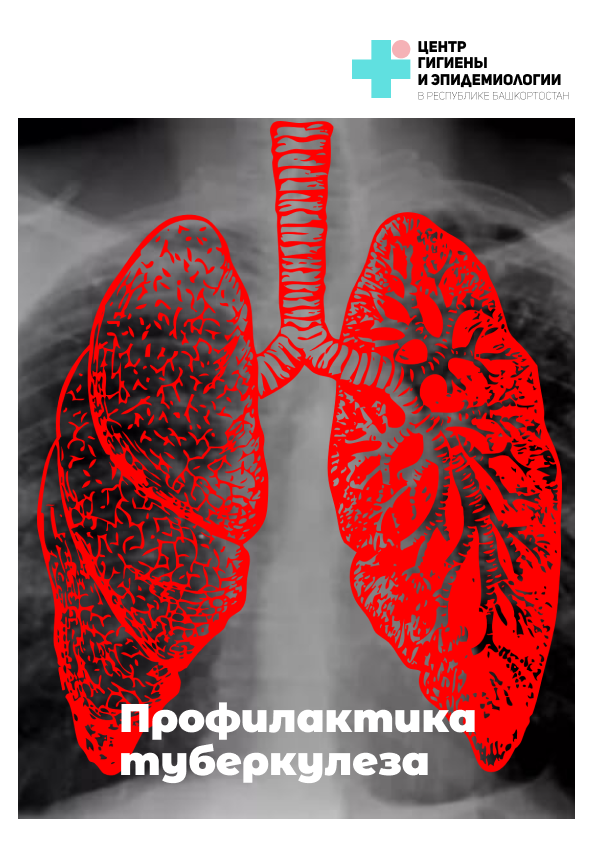 ЦЕНТР
ГИГИЕНЫ
И ЭПИДЕМИОЛОГИИ
В РЕСПУБЛИКЕ БАШКОРТОСТАН
Профилактика
туберкулеза